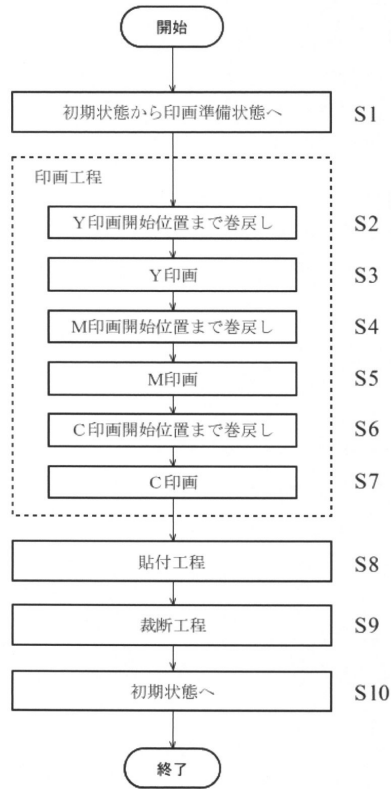 開始
初期状態から印画準備状態へ S1
印画工程
Y印画開始位置まで巻戻し S2
Y印画 S3
M印画開始位置まで巻戻し S4
M印画 S5
C印画開始位置まで巻戻し S6
C印画 S7
貼付工程 S8
裁断工程 S9
初期状態へ S10
終了